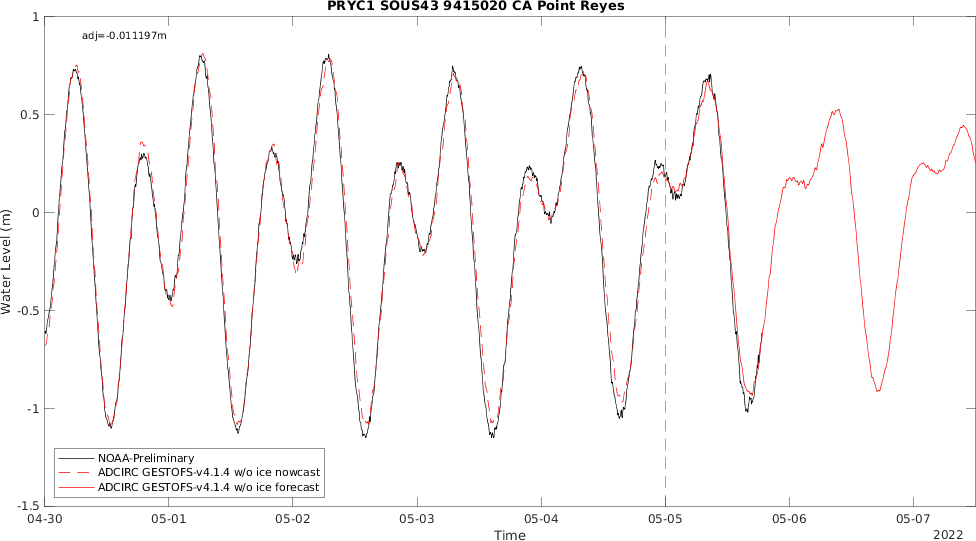 PRYC1 SOUS43 9415020 CA Point Reyes
adj=-0.011197m
1
0.5
0
-0.5
-1
-1.5
Water Level (m)
NOAA-Preliminary
ADCIRC GESTOFS-v4.1.4 w/o ice nowcast
ADCIRC GESTOFS-v4.1.4 w/o ice forecast
04-30 05-01 05-02 05-03 05-04 05-05 05-06 05-07
Time
2022